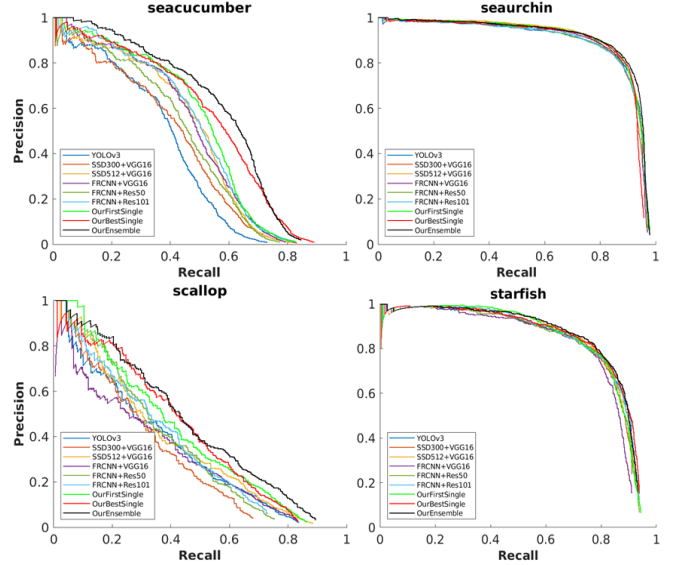 seacucumber
1
0.8
0.6
0.4
0.2
0
Precision
YOLOv3
SSD300+VGG16
SSD512+VGG16
FRCNN+VGG16
FRCNN+Res50
FRCNN+Res101
OurFirstSingle
OurBestSingle
OurEnsemble
0 0.2 0.4 0.6 0.8 1
Recall
seaurchin
1
0.8
0.6
0.4
0.2
0
YOLOv3
SSD300+VGG16
SSD512+VGG16
FRCNN+VGG16
FRCNN+Res50
FRCNN+Res101
OurFirstSingle
OurBestSingle
OurEnsemble
0 0.2 0.4 0.6 0.8 1
Recall
scallop
1
0.8
0.6
0.4
0.2
0
Precision
YOLOv3
SSD300+VGG16
SSD512+VGG16
FRCNN+VGG16
FRCNN+Res50
FRCNN+Res101
OurFirstSingle
OurBestSingle
OurEnsemble
0 0.2 0.4 0.6 0.8 1
Recall
starfish
1
0.8
0.6
0.4
0.2
0
YOLOv3
SSD300+VGG16
SSD512+VGG16
FRCNN+VGG16
FRCNN+Res50
FRCNN+Res101
OurFirstSingle
OurBestSingle
OurEnsemble
0 0.2 0.4 0.6 0.8 1
Recall